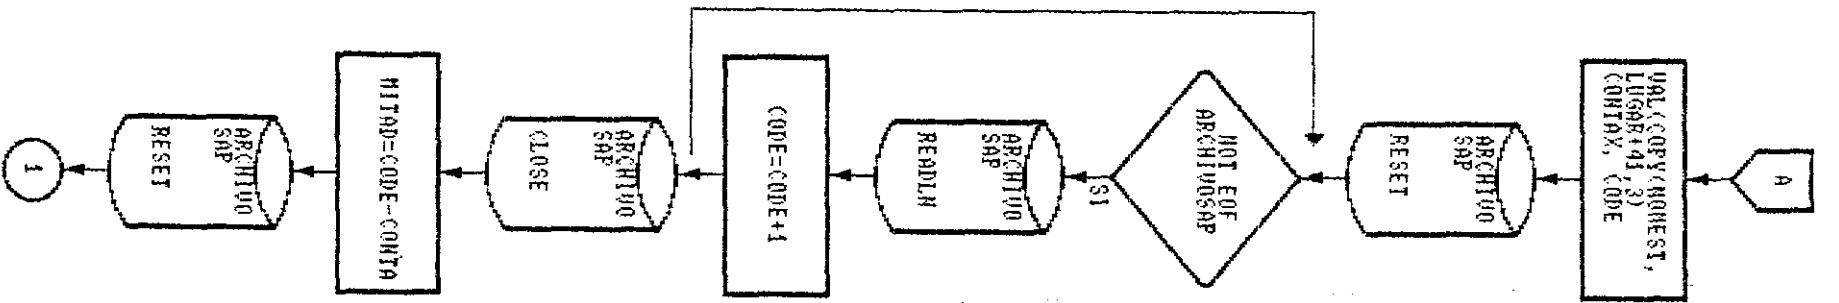 A
VAL(COPY(NOMEST,
LUGAR+41,3)
CONTAX, CODE
ARCHIVO
SAP
RESET
NOT EOF
ARCHIVOSAP
S1
ARCHIVO
SAP
READLN
CODE=CODE+1
ARCHIVO
SAP
CLOSE
MITAD=CODE-CONTA
ARCHIVO
SAP
RESET
1